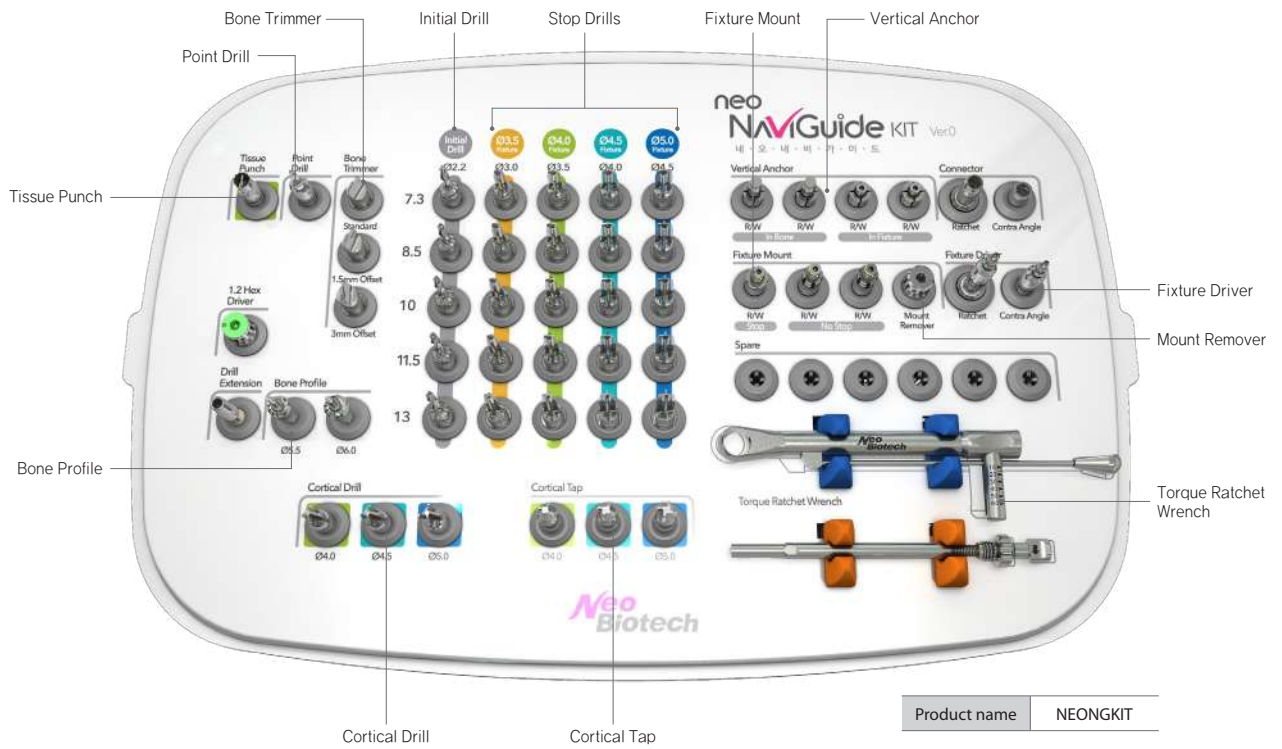 Bone Trimmer
Initial Drill
Stop Drills
Fixture Mount
Vertical Anchor
Point Drill
Tissue Punch
Bone Profile
Cortical Drill
Cortical Tap
Fixture Driver
Mount Remover
Torque Ratchet
Wrench
neo
NAVIGuide KIT Ver.0
네·오·내·비·가·이·드
Tissue
Punch
Point
Drill
Bone
Trimmer
Standard
1.5mm Offset
3mm Offset
1.2 Hex
Driver
Drill
Extension
Bone Profile
Ø5.5 Ø6.0
Initial
Drill
Ø3.5
Fixture
Ø4.0
Fixture
Ø4.5
Fixture
Ø5.0
Fixture
Ø2.2 Ø3.0 Ø3.5 Ø4.0 Ø4.5
7.3
8.5
10
11.5
13
Cortical Drill
Ø4.0 Ø4.5 Ø5.0
Cortical Tap
Ø4.0 Ø4.5 Ø5.0
Vertical Anchor
R/W R/W R/W R/W
In Bone In Fixture
Connector
Ratchet Contra Angle
Fixture Mount
R/W R/W R/W
Stop No Stop
Mount
Remover
Fixture Driver
Ratchet Contra Angle
Spare
Neo
Biotech
Torque Ratchet Wrench
Neo
Biotech
Product name NEONGKIT